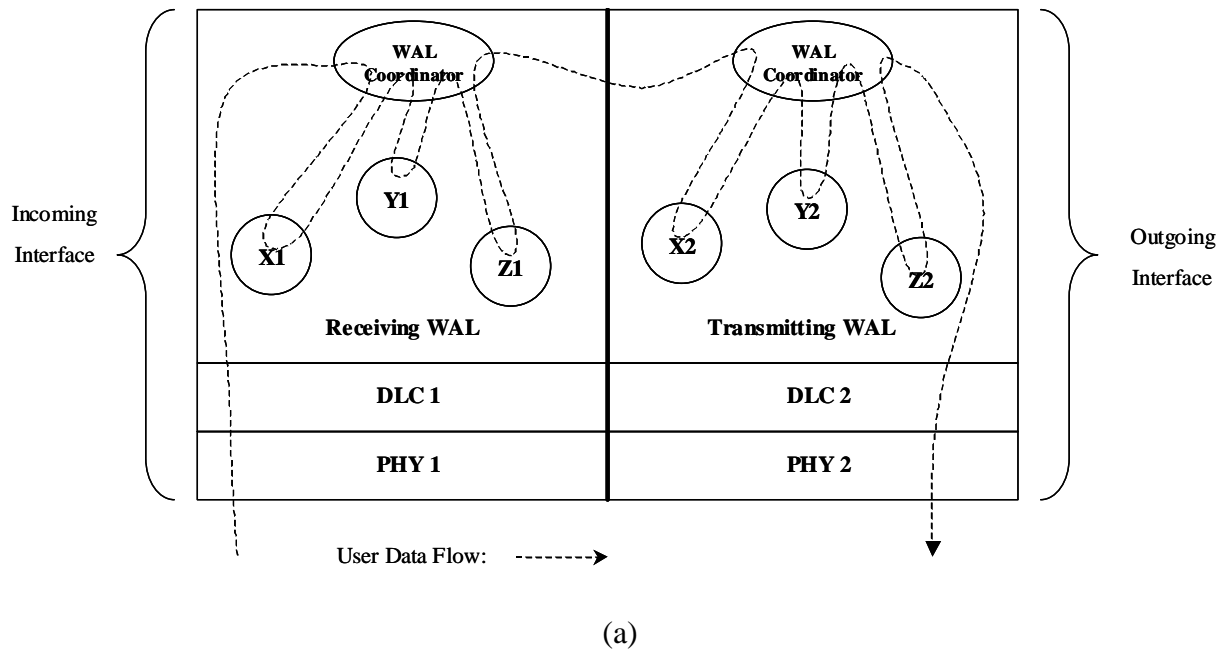 WAL
Coordinator
WAL
Coordinator
Y1
Y2
X1
X2
Z1
Z2
Incoming
Interface
Outgoing
Interface
Receiving WAL
Transmitting WAL
DLC 1
DLC 2
PHY 1
PHY 2
User Data Flow:
(a)